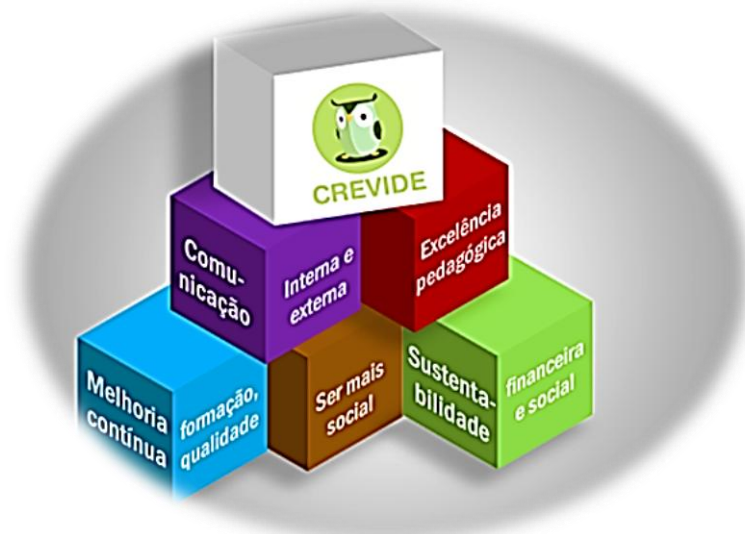 CREVIDE
Comu-
nicação
Interna e
externa
Excelência
pedagógica
Melhoria
contínua
formação,
qualidade
Ser mais
social
Sustenta-
bilidade
financeira
e social